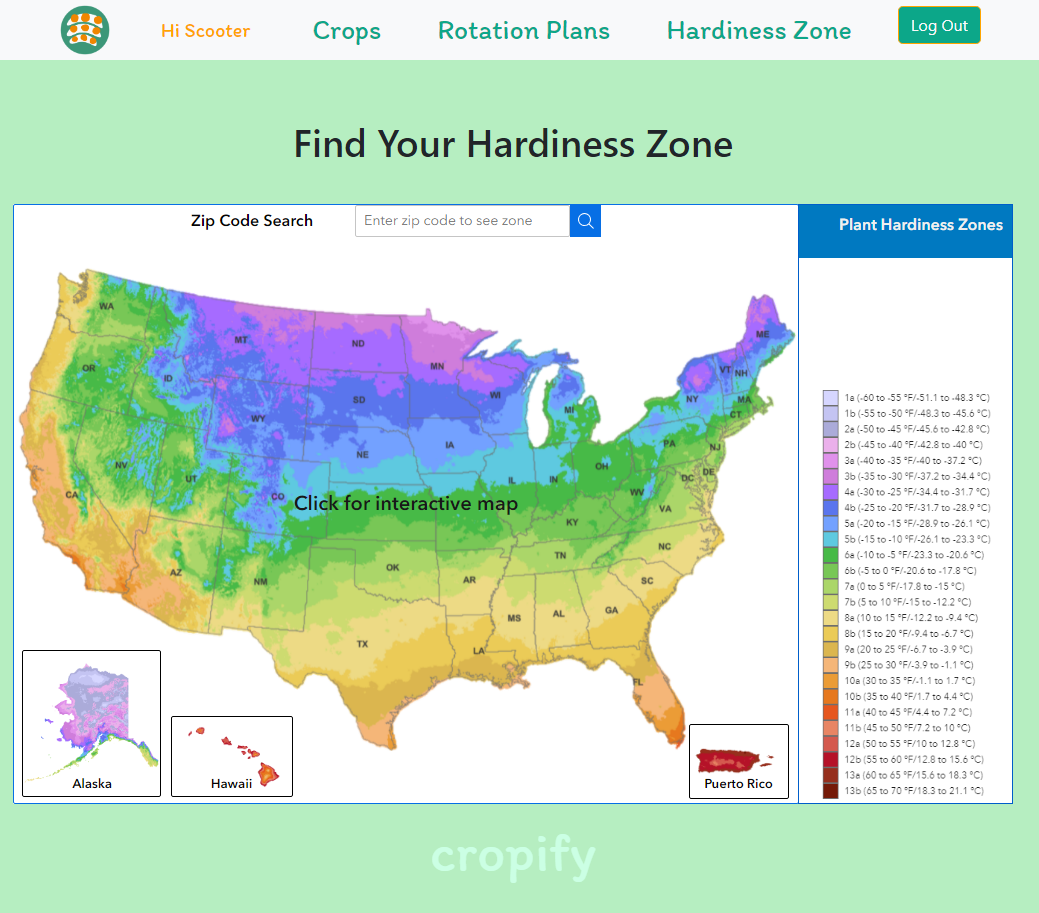 Hi Scooter
Crops
Rotation Plans
Hardiness Zone
Log Out
Find Your Hardiness Zone
Zip Code Search
Enter zip code to see zone
Plant Hardiness Zones
WA
MT
ND
MN
ME
OR
ID
SD
WI
MI
NY
VT
NH
MA
CT
WY
NE
IA
PA
NJ
NV
UT
CO
IL
IN
OH
WV
DC
DE
CA
Click for interactive map
KY
VA
AZ
NM
OK
AR
TN
NC
SC
TX
LA
MS
AL
GA
FL
Alaska
Hawaii
Puerto Rico
1a (-60 to -55 °F/-51.1 to -48.3 °C)
1b (-55 to -50 °F/-48.3 to -45.6 °C)
2a (-50 to -45 °F/-45.6 to -42.8 °C)
2b (-45 to -40 °F/-42.8 to -40 °C)
3a (-40 to -35 °F/-40 to -37.2 °C)
3b (-35 to -30 °F/-37.2 to -34.4 °C)
4a (-30 to -25 °F/-34.4 to -31.7 °C)
4b (-25 to -20 °F/-31.7 to -28.9 °C)
5a (-20 to -15 °F/-28.9 to -26.1 °C)
5b (-15 to -10 °F/-26.1 to -23.3 °C)
6a (-10 to -5 °F/-23.3 to -20.6 °C)
6b (-5 to 0 °F/-20.6 to -17.8 °C)
7a (0 to 5 °F/-17.8 to -15 °C)
7b (5 to 10 °F/-15 to -12.2 °C)
8a (10 to 15 °F/-12.2 to -9.4 °C)
8b (15 to 20 °F/-9.4 to -6.7 °C)
9a (20 to 25 °F/-6.7 to -3.9 °C)
9b (25 to 30 °F/-3.9 to -1.1 °C)
10a (30 to 35 °F/-1.1 to 1.7 °C)
10b (35 to 40 °F/1.7 to 4.4 °C)
11a (40 to 45 °F/4.4 to 7.2 °C)
11b (45 to 50 °F/7.2 to 10 °C)
12a (50 to 55 °F/10 to 12.8 °C)
12b (55 to 60 °F/12.8 to 15.6 °C)
13a (60 to 65 °F/15.6 to 18.3 °C)
13b (65 to 70 °F/18.3 to 21.1 °C)
cropify